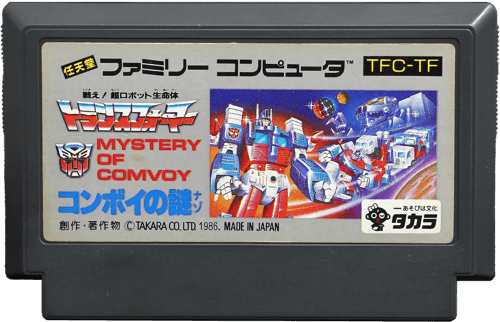 任天堂 ファミリー コンピュータ™ TFC-TF
戦え！超ロボット生命体
トランスフォーマー
MYSTERY
OF
COMVOY
コンボイの謎
ナゾ
創作・著作物 ©TAKARA CO.,LTD 1986. MADE IN JAPAN
あそびは文化
タカラ